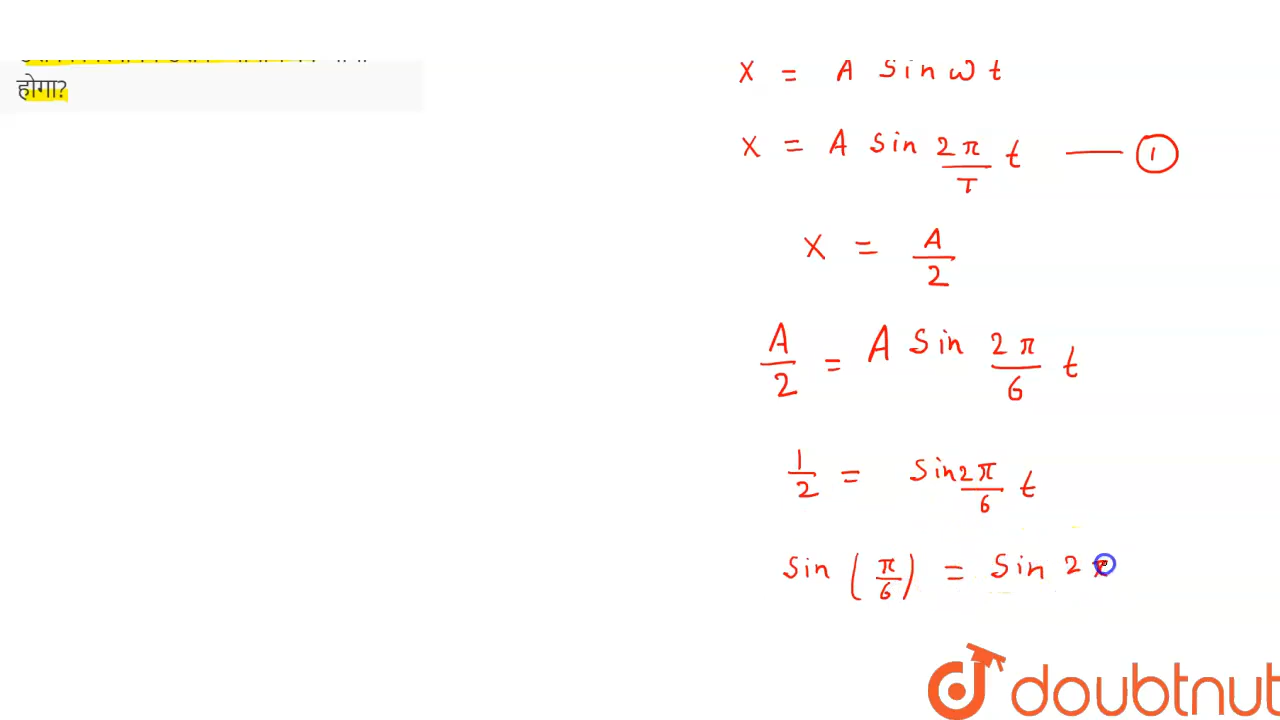 होगा?
x = A sin ω t
x = A sin 2π/T t —— ①
x = A/2
A/2 = A sin 2π/6 t
1/2 = sin 2π/6 t
sin (π/6) = sin 2π
doubtnut